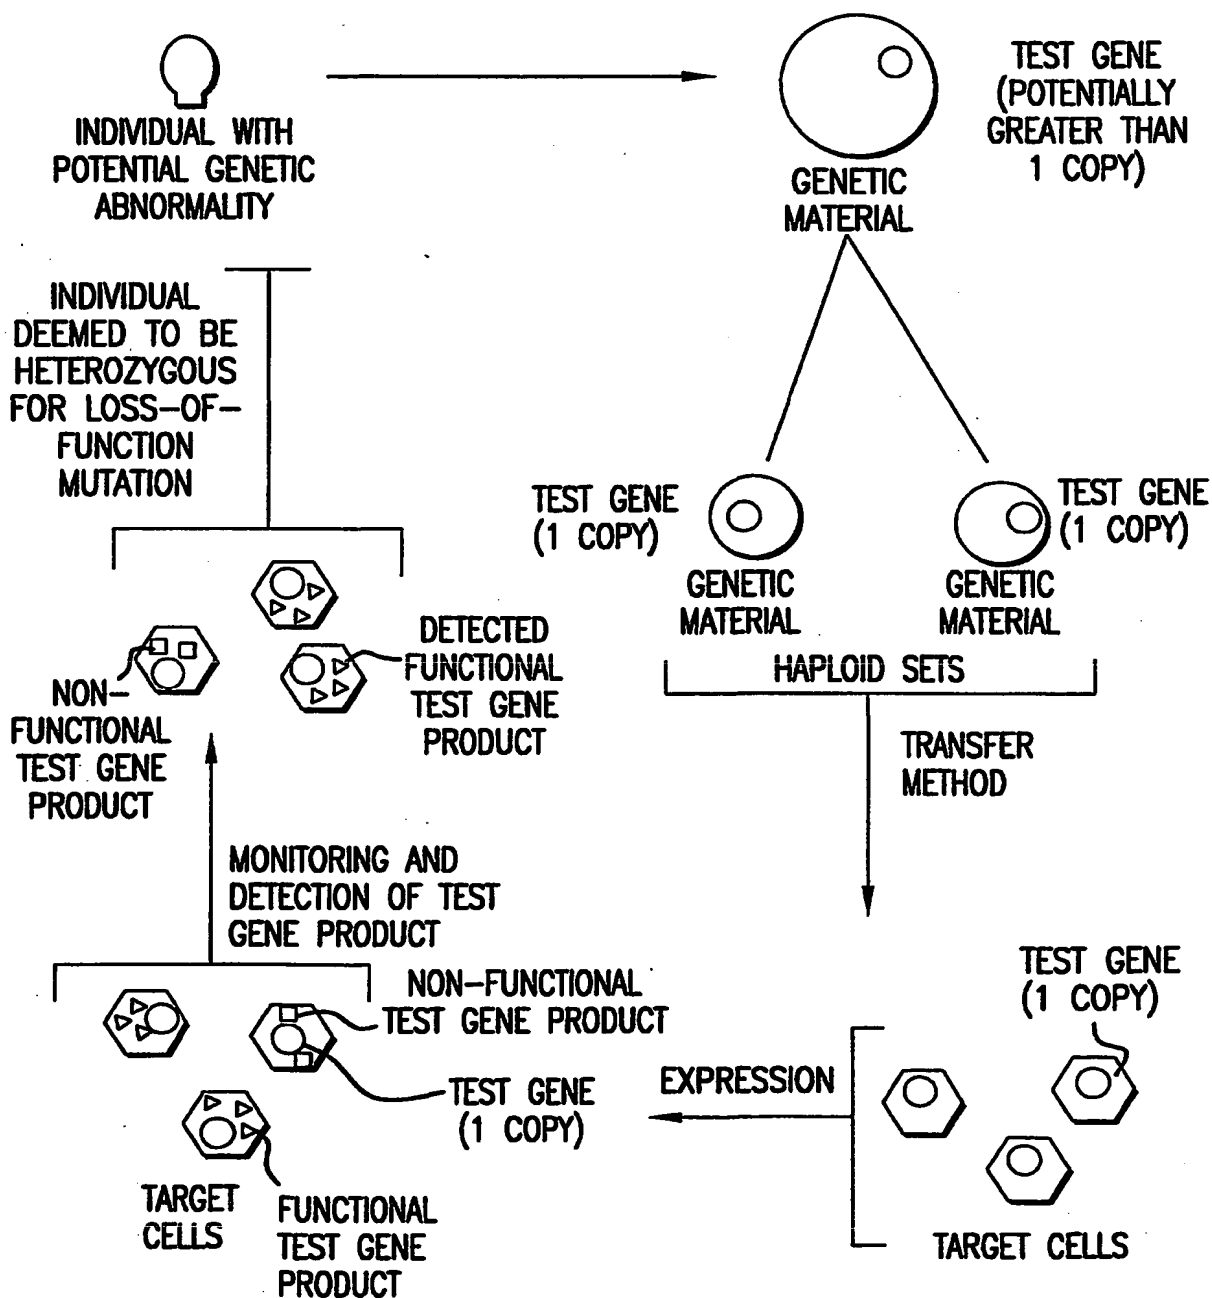 INDIVIDUAL WITH
POTENTIAL GENETIC
ABNORMALITY
TEST GENE
(POTENTIALLY
GREATER THAN
1 COPY)
GENETIC
MATERIAL
INDIVIDUAL
DEEMED TO BE
HETEROZYGOUS
FOR LOSS-OF-
FUNCTION
MUTATION
TEST GENE
(1 COPY)
GENETIC
MATERIAL
TEST GENE
(1 COPY)
GENETIC
MATERIAL
HAPLOID SETS
TRANSFER
METHOD
DETECTED
FUNCTIONAL
TEST GENE
PRODUCT
NON-
FUNCTIONAL
TEST GENE
PRODUCT
MONITORING AND
DETECTION OF TEST
GENE PRODUCT
NON-FUNCTIONAL
TEST GENE PRODUCT
TEST GENE
(1 COPY)
EXPRESSION
TEST GENE
(1 COPY)
TARGET
CELLS
FUNCTIONAL
TEST GENE
PRODUCT
TARGET CELLS